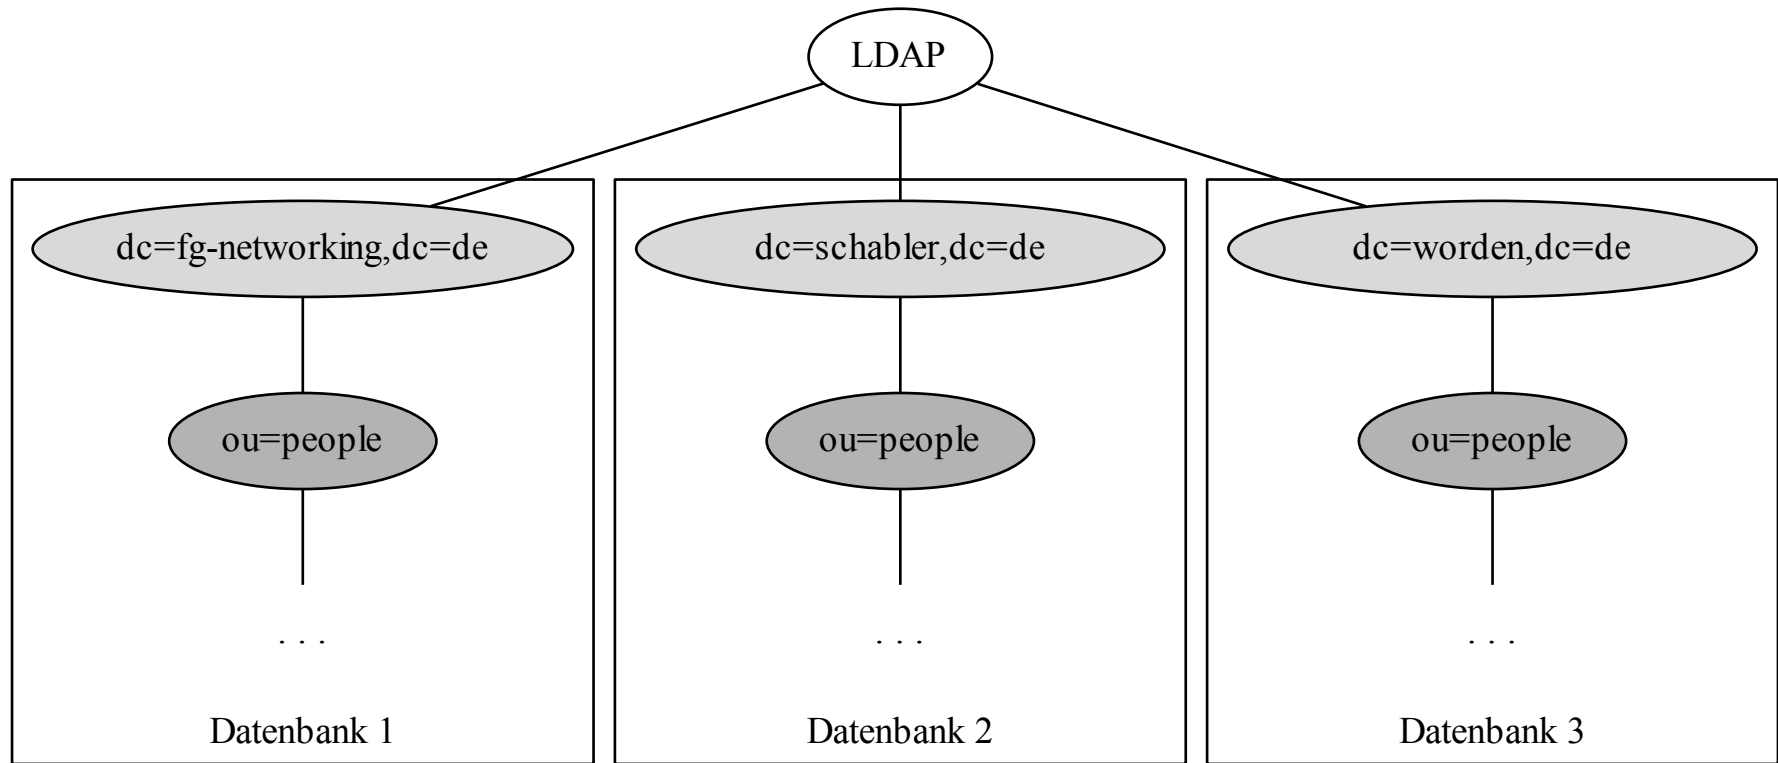 LDAP
dc=fg-networking,dc=de
dc=schabler,dc=de
dc=worden,dc=de
ou=people
ou=people
ou=people
. . .
. . .
. . .
Datenbank 1
Datenbank 2
Datenbank 3